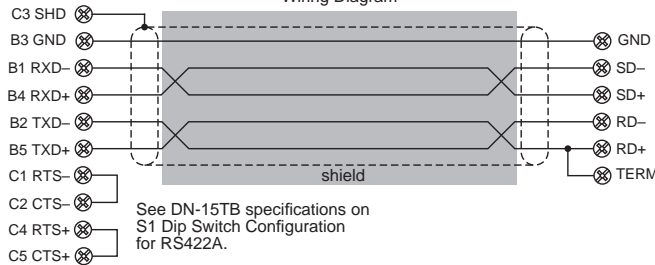 Wiring Diagram
C3 SHD
B3 GND
GND
B1 RXD–
SD–
B4 RXD+
SD+
B2 TXD–
RD–
B5 TXD+
RD+
C1 RTS–
shield
TERM
C2 CTS–
See DN-15TB specifications on
S1 Dip Switch Configuration
for RS422A.
C4 RTS+
C5 CTS+